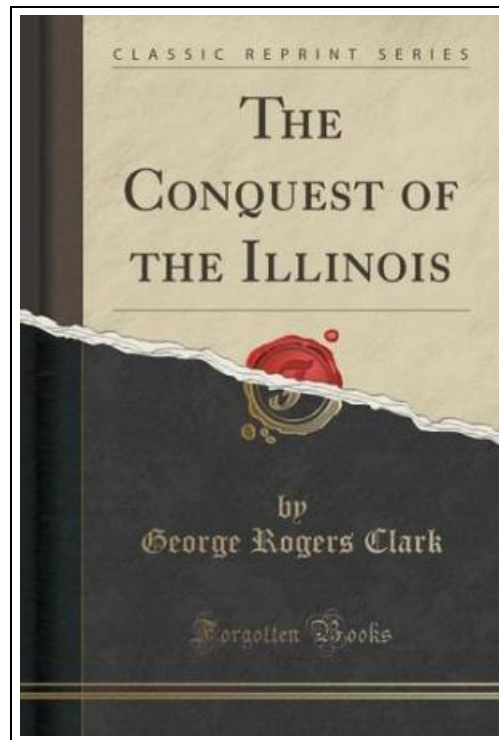 CLASSIC REPRINT SERIES
THE
CONQUEST OF
THE ILLINOIS
F
by
George Rogers Clark
Forgotten Books